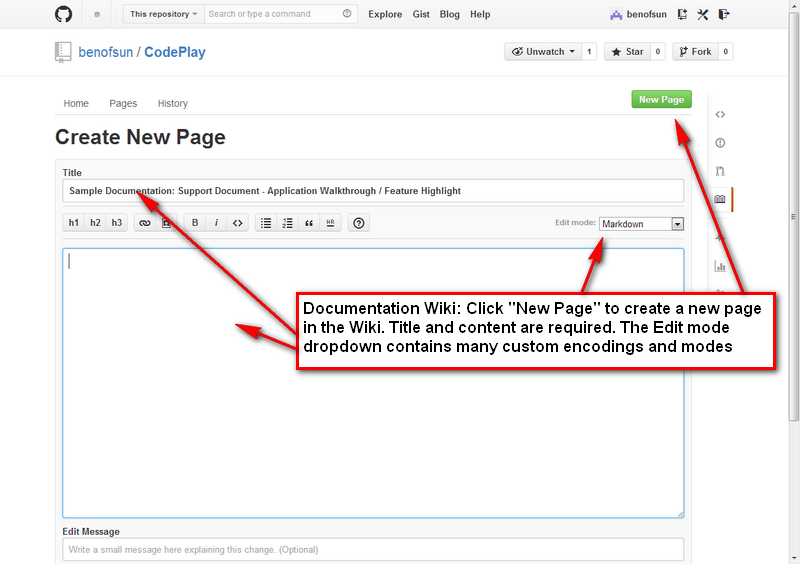 This repository
Search or type a command
Explore Gist Blog Help
benofsun
benofsun / CodePlay
Unwatch 1
Star 0
Fork 0
Home Pages History
New Page
Create New Page
Title
Sample Documentation: Support Document - Application Walkthrough / Feature Highlight
h1 h2 h3 B i <> “ HR ?
Edit mode: Markdown
Documentation Wiki: Click "New Page" to create a new page
in the Wiki. Title and content are required. The Edit mode
dropdown contains many custom encodings and modes
Edit Message
Write a small message here explaining this change. (Optional)